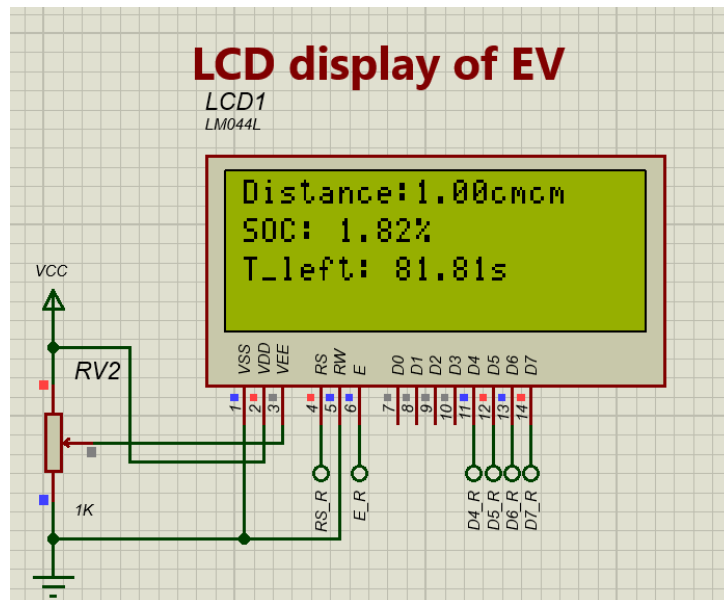 LCD display of EV
LCD1
LM044L
Distance:1.00cmcm
SOC: 1.82%
T_left: 81.81s
VCC
RV2
1K
VSS VDD VEE RS RW E D0 D1 D2 D3 D4 D5 D6 D7
1 2 3 4 5 6 7 8 9 10 11 12 13 14
RS_R E_R D4_R D5_R D6_R D7_R